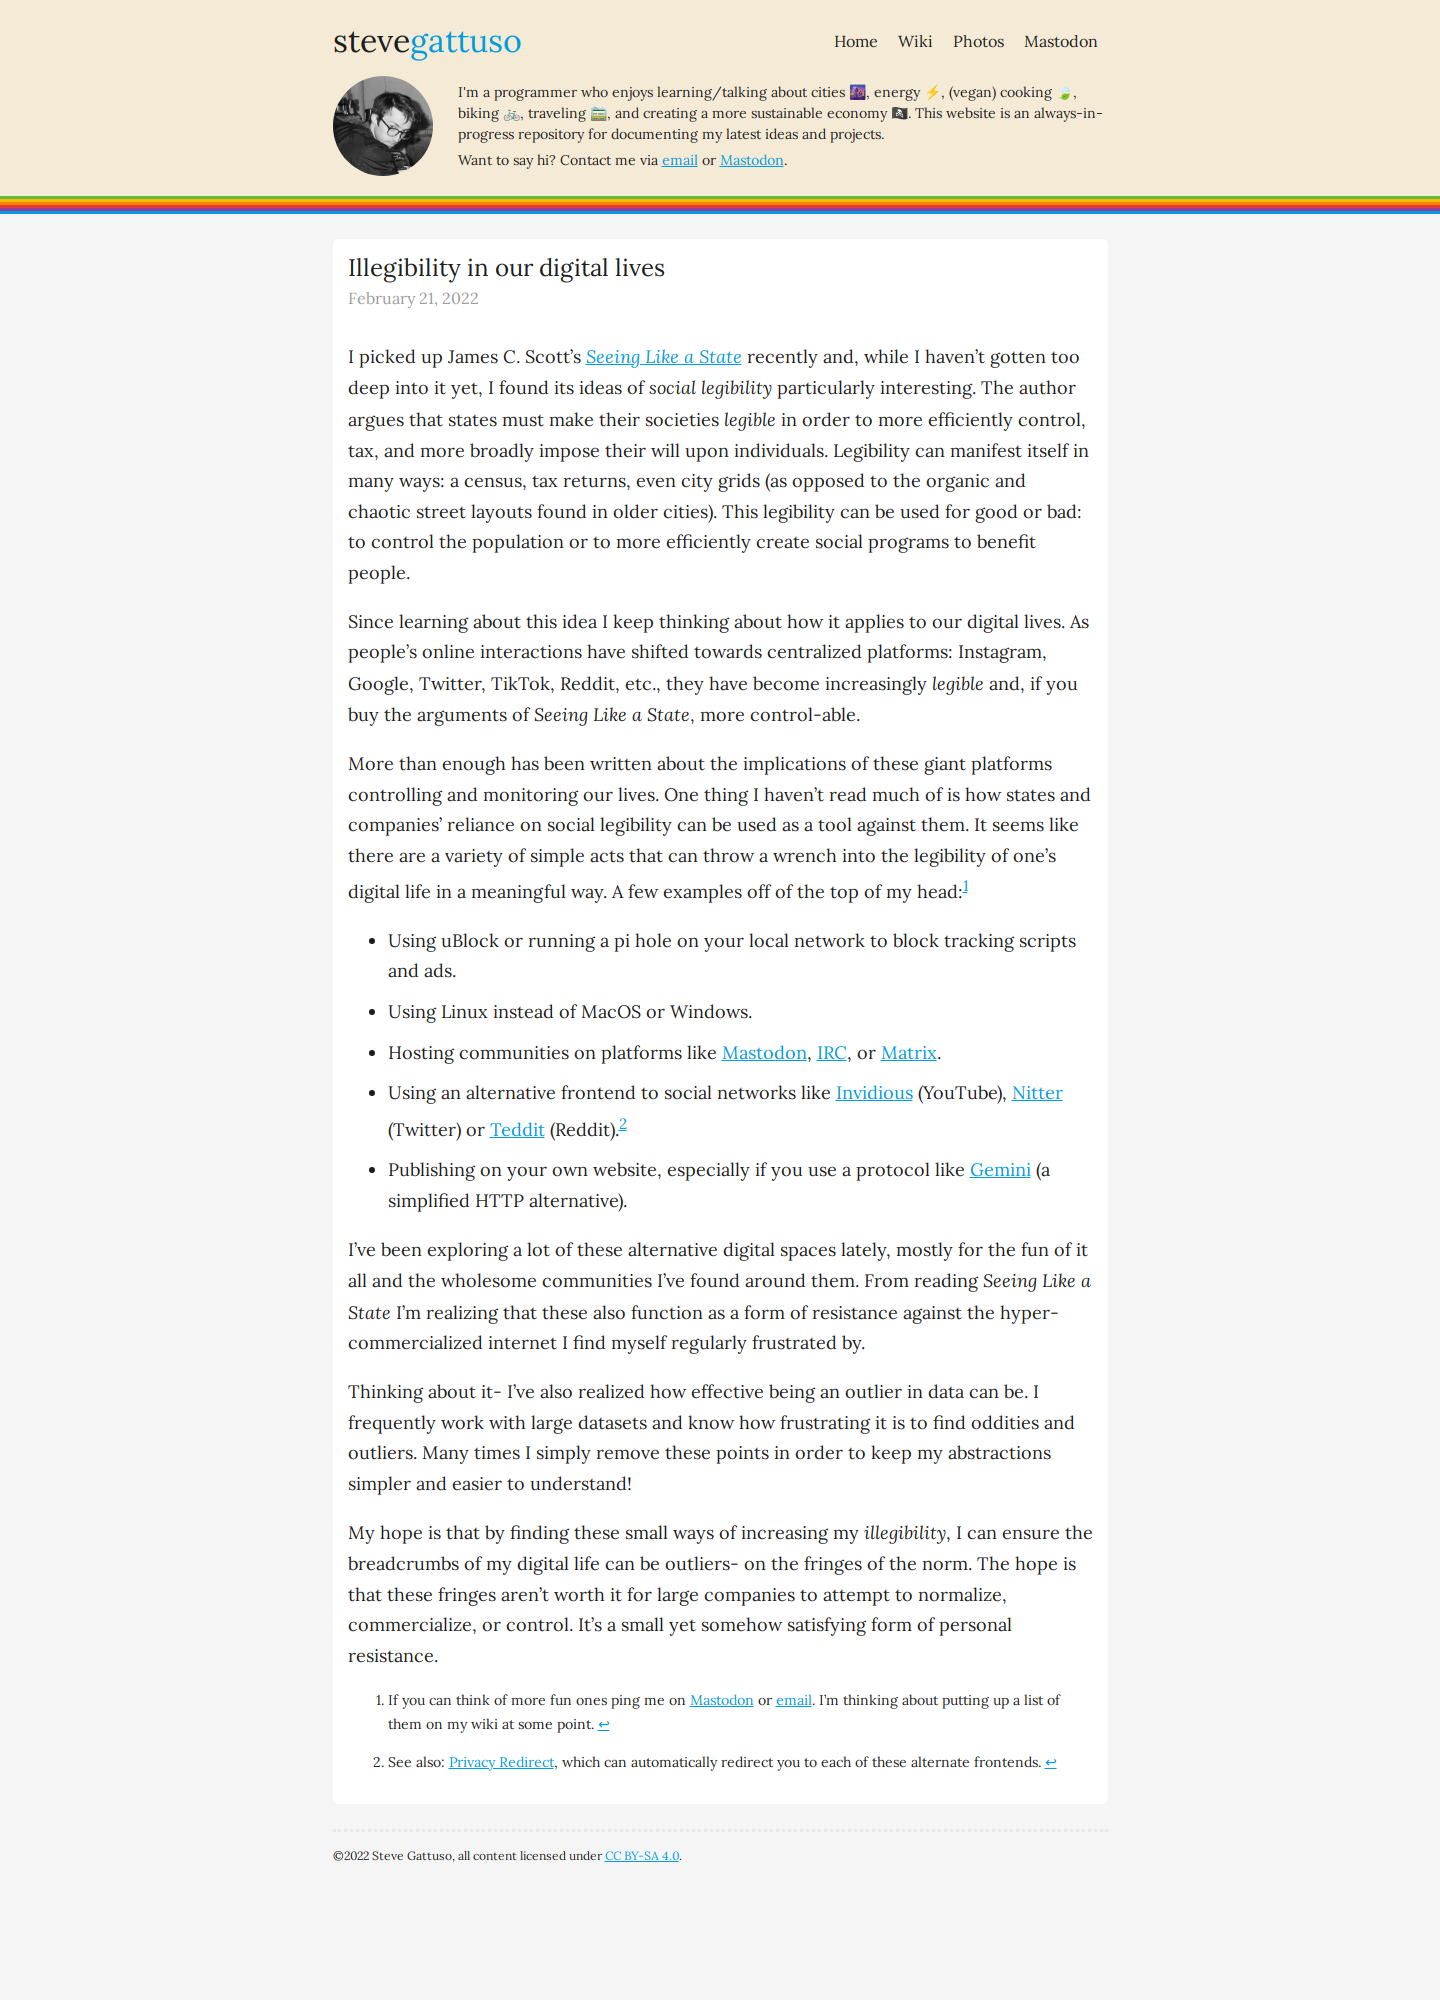 stevegattuso
Home Wiki Photos Mastodon
I'm a programmer who enjoys learning/talking about cities 🌆, energy ⚡, (vegan) cooking 🍃,
biking 🚲, traveling 🚞, and creating a more sustainable economy 🏴‍☠️. This website is an always-in-
progress repository for documenting my latest ideas and projects.
Want to say hi? Contact me via email or Mastodon.
Illegibility in our digital lives
February 21, 2022
I picked up James C. Scott’s Seeing Like a State recently and, while I haven’t gotten too
deep into it yet, I found its ideas of social legibility particularly interesting. The author
argues that states must make their societies legible in order to more efficiently control,
tax, and more broadly impose their will upon individuals. Legibility can manifest itself in
many ways: a census, tax returns, even city grids (as opposed to the organic and
chaotic street layouts found in older cities). This legibility can be used for good or bad:
to control the population or to more efficiently create social programs to benefit
people.
Since learning about this idea I keep thinking about how it applies to our digital lives. As
people’s online interactions have shifted towards centralized platforms: Instagram,
Google, Twitter, TikTok, Reddit, etc., they have become increasingly legible and, if you
buy the arguments of Seeing Like a State, more control-able.
More than enough has been written about the implications of these giant platforms
controlling and monitoring our lives. One thing I haven’t read much of is how states and
companies’ reliance on social legibility can be used as a tool against them. It seems like
there are a variety of simple acts that can throw a wrench into the legibility of one’s
digital life in a meaningful way. A few examples off of the top of my head:1
• Using uBlock or running a pi hole on your local network to block tracking scripts
and ads.
• Using Linux instead of MacOS or Windows.
• Hosting communities on platforms like Mastodon, IRC, or Matrix.
• Using an alternative frontend to social networks like Invidious (YouTube), Nitter
(Twitter) or Teddit (Reddit).2
• Publishing on your own website, especially if you use a protocol like Gemini (a
simplified HTTP alternative).
I’ve been exploring a lot of these alternative digital spaces lately, mostly for the fun of it
all and the wholesome communities I’ve found around them. From reading Seeing Like a
State I’m realizing that these also function as a form of resistance against the hyper-
commercialized internet I find myself regularly frustrated by.
Thinking about it- I’ve also realized how effective being an outlier in data can be. I
frequently work with large datasets and know how frustrating it is to find oddities and
outliers. Many times I simply remove these points in order to keep my abstractions
simpler and easier to understand!
My hope is that by finding these small ways of increasing my illegibility, I can ensure the
breadcrumbs of my digital life can be outliers- on the fringes of the norm. The hope is
that these fringes aren’t worth it for large companies to attempt to normalize,
commercialize, or control. It’s a small yet somehow satisfying form of personal
resistance.
1. If you can think of more fun ones ping me on Mastodon or email. I’m thinking about putting up a list of
them on my wiki at some point. ↩
2. See also: Privacy Redirect, which can automatically redirect you to each of these alternate frontends. ↩
©2022 Steve Gattuso, all content licensed under CC BY-SA 4.0.